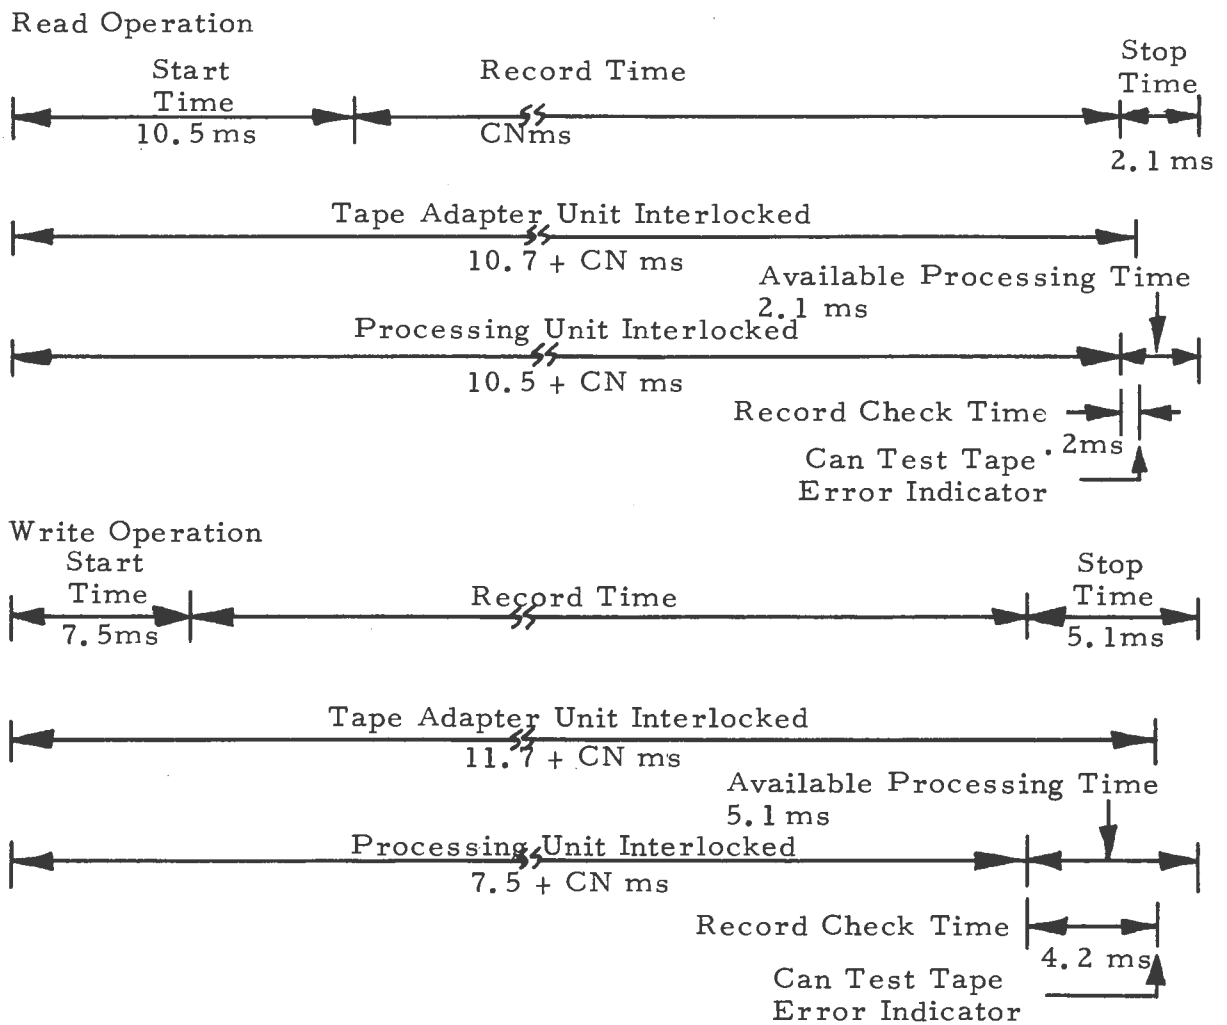 Read Operation
Start
Time
10.5 ms
Record Time
CNms
Stop
Time
2.1 ms
Tape Adapter Unit Interlocked
10.7 + CN ms
Available Processing Time
2.1 ms
Processing Unit Interlocked
10.5 + CN ms
Record Check Time
.2ms
Can Test Tape
Error Indicator
Write Operation
Start
Time
7.5ms
Record Time
Stop
Time
5.1ms
Tape Adapter Unit Interlocked
11.7 + CN ms
Available Processing Time
5.1 ms
Processing Unit Interlocked
7.5 + CN ms
Record Check Time
4.2 ms
Can Test Tape
Error Indicator